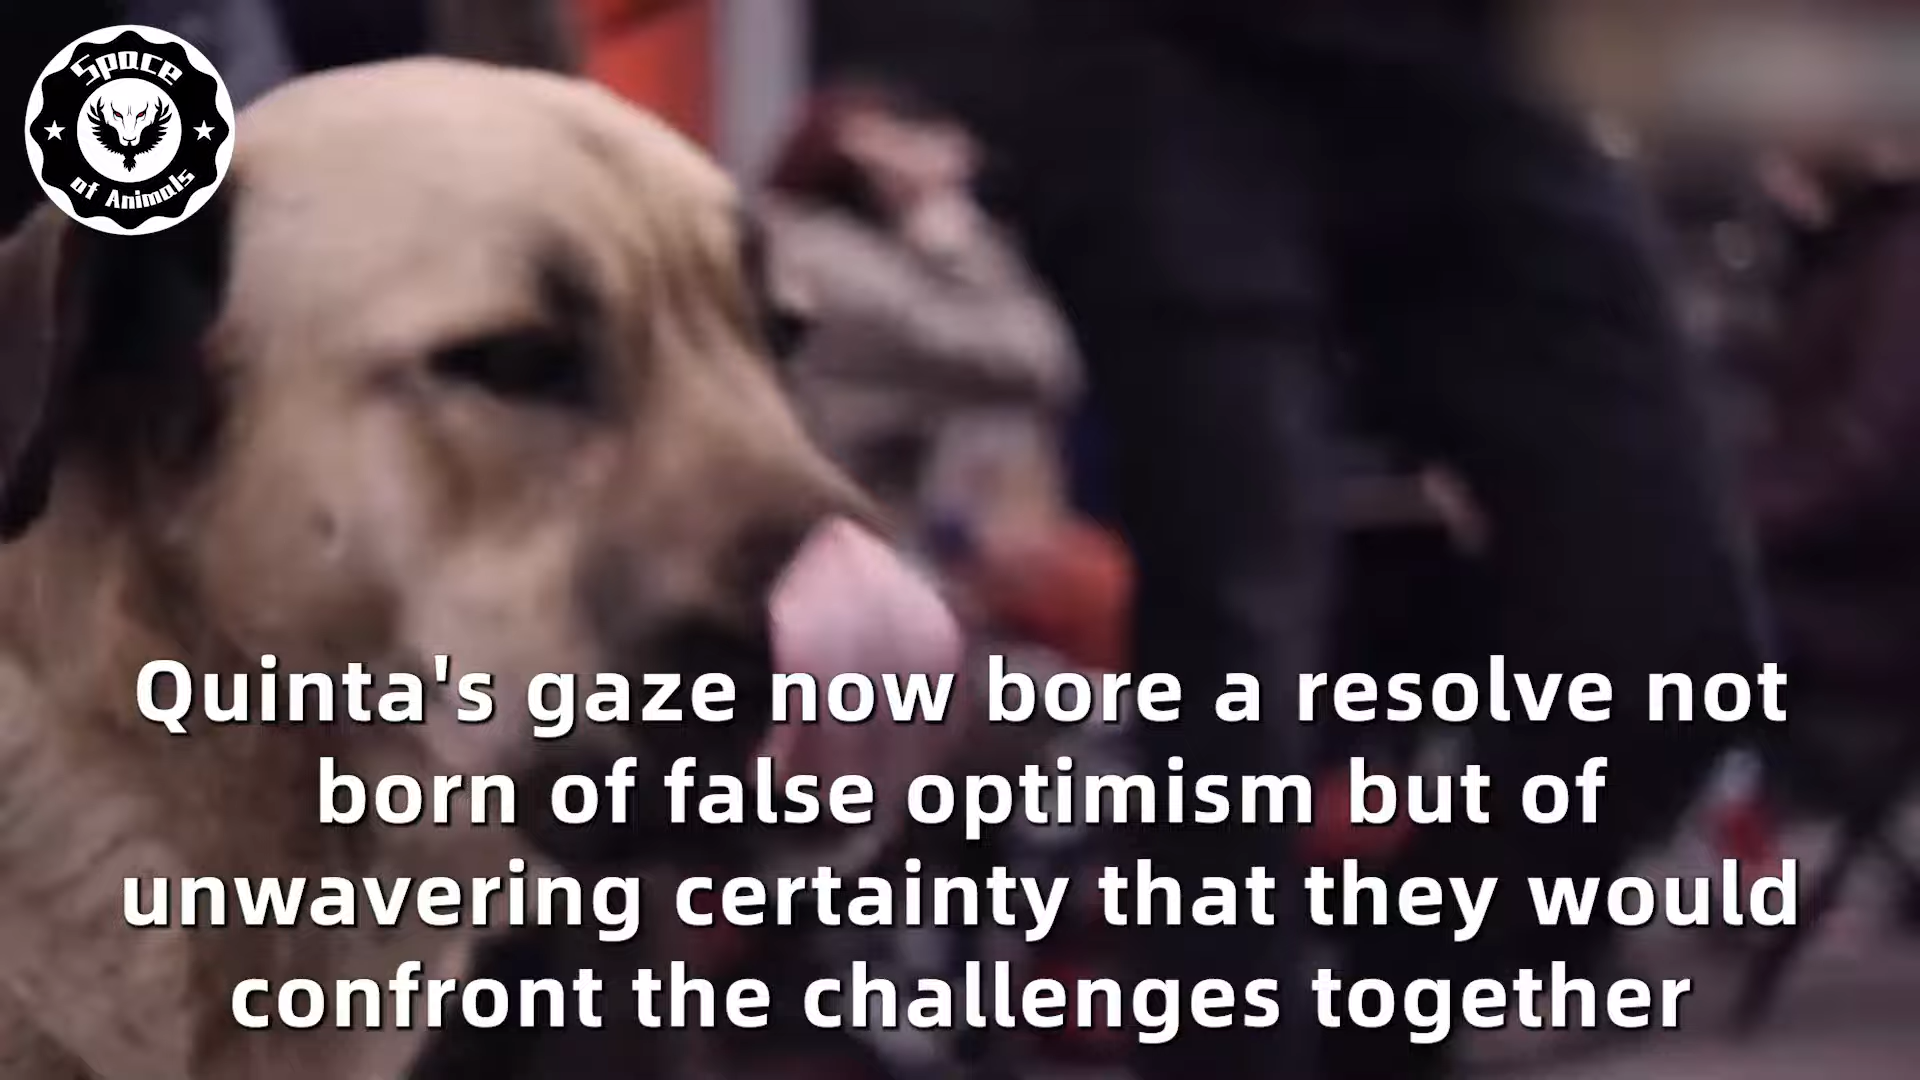 Space
of Animals
Quinta's gaze now bore a resolve not
born of false optimism but of
unwavering certainty that they would
confront the challenges together